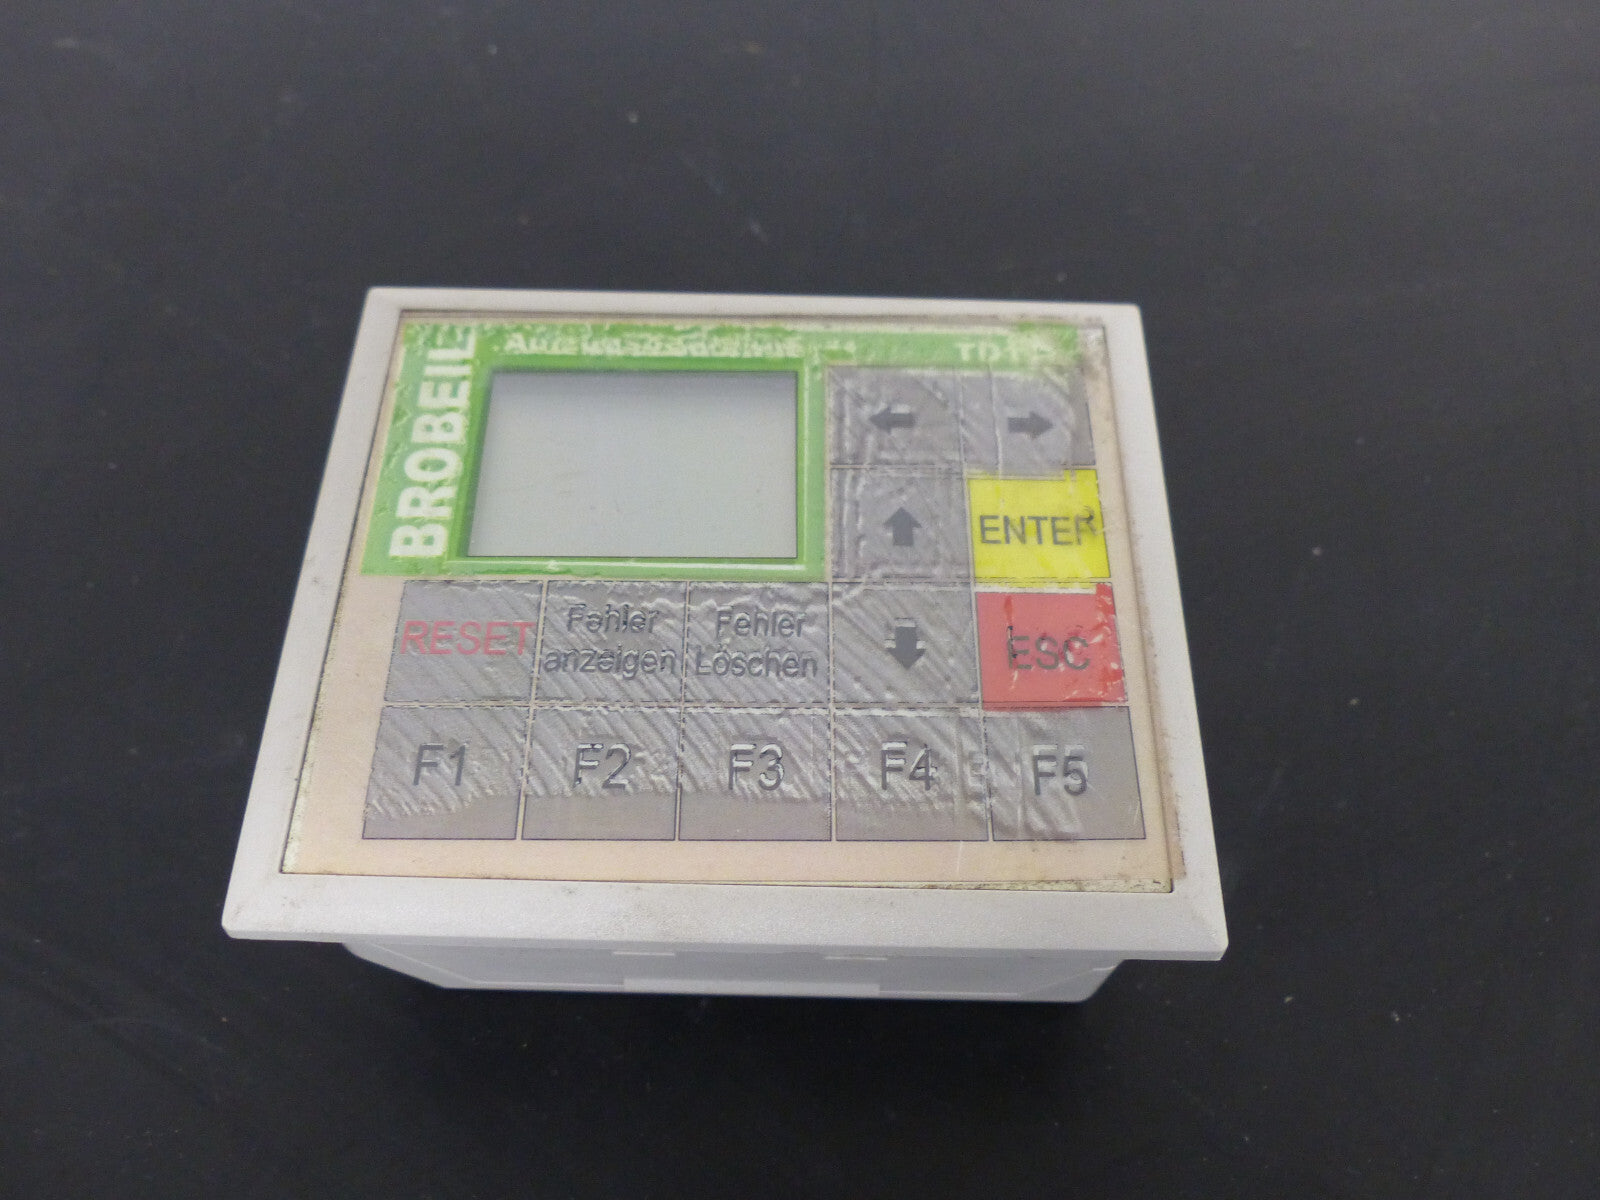 BROBEIL
ENTER
RESET
Fehler
anzeigen
Fehler
Löschen
ESC
F1
F2
F3
F4
F5